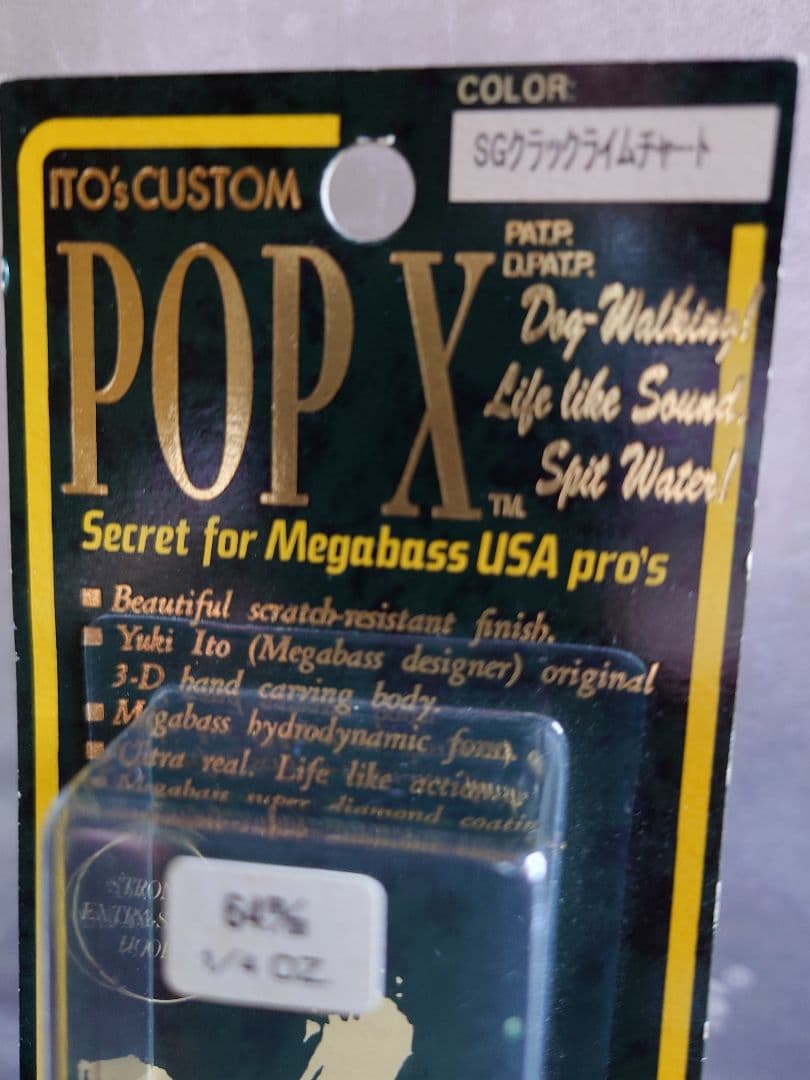 COLOR:
SGクラックライムチャート
ITO'S CUSTOM
POP X
TM.
PAT.P.
D.PAT.P.
Dog-Walking!
Life like Sound.
Spit Water!
Secret for Megabass USA pro's
Beautiful scratch-resistant finish.
Yuki Ito (Megabass designer) original
3-D hand carving body.
Megabass hydrodynamic form.
Ultra real. Life like action
Megabass super diamond
64%
1/4 OZ.